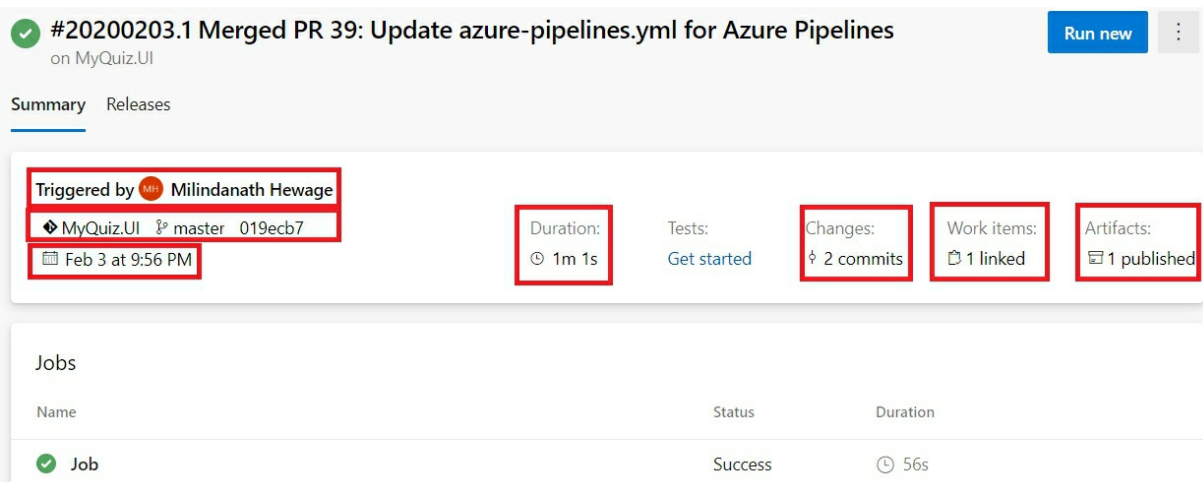 #20200203.1 Merged PR 39: Update azure-pipelines.yml for Azure Pipelines
on MyQuiz.UI
Run new
Summary Releases
Triggered by MH Milindanath Hewage
MyQuiz.UI master 019ecb7
Feb 3 at 9:56 PM
Duration: Tests: Changes: Work items: Artifacts:
1m 1s Get started 2 commits 1 linked 1 published
Jobs
Name Status Duration
Job Success 56s